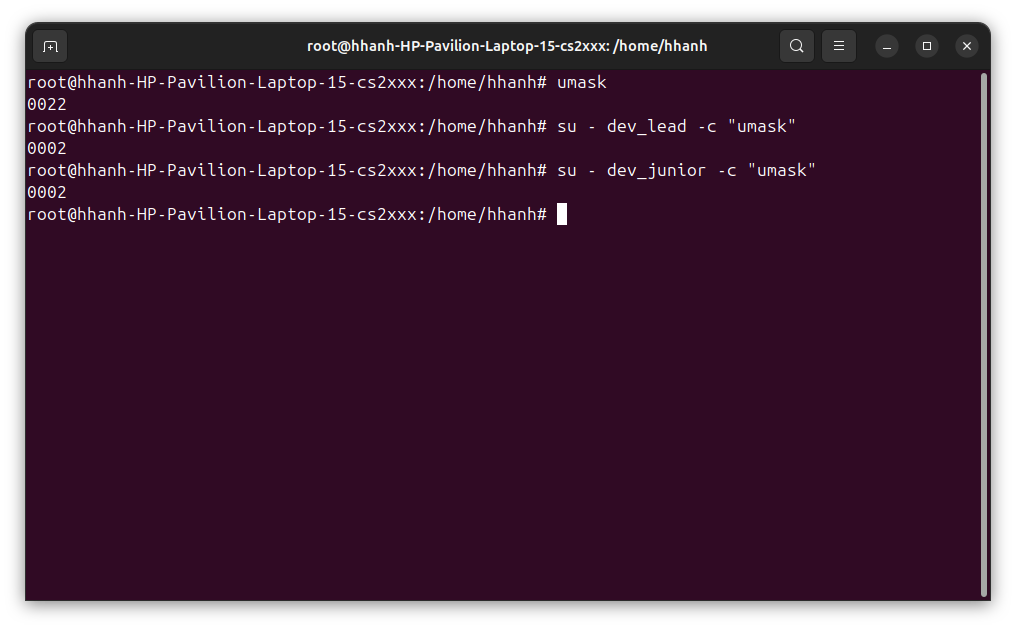 root@hhanh-HP-Pavilion-Laptop-15-cs2xxx: /home/hhanh
root@hhanh-HP-Pavilion-Laptop-15-cs2xxx:/home/hhanh# umask
0022
root@hhanh-HP-Pavilion-Laptop-15-cs2xxx:/home/hhanh# su - dev_lead -c "umask"
0002
root@hhanh-HP-Pavilion-Laptop-15-cs2xxx:/home/hhanh# su - dev_junior -c "umask"
0002
root@hhanh-HP-Pavilion-Laptop-15-cs2xxx:/home/hhanh#